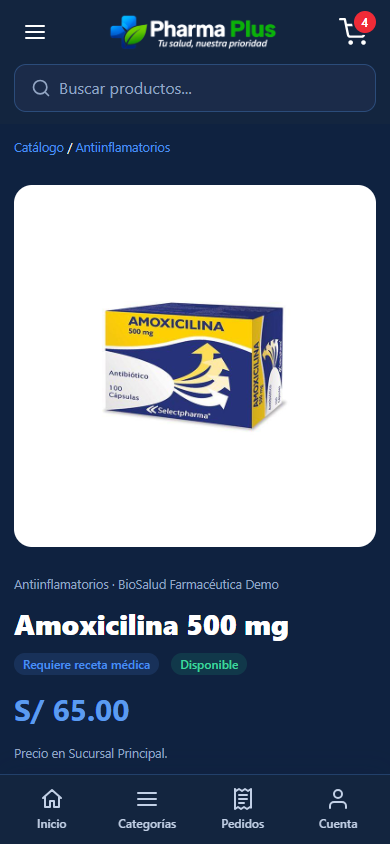 Pharma Plus
Tu salud, nuestra prioridad
4
Buscar productos...
Catálogo / Antiinflamatorios
AMOXICILINA
500 mg
Antibiótico
100
Cápsulas
Selectpharma
AMOXICILINA
Antiinflamatorios · BioSalud Farmacéutica Demo
Amoxicilina 500 mg
Requiere receta médica
Disponible
S/ 65.00
Precio en Sucursal Principal.
Inicio
Categorías
Pedidos
Cuenta